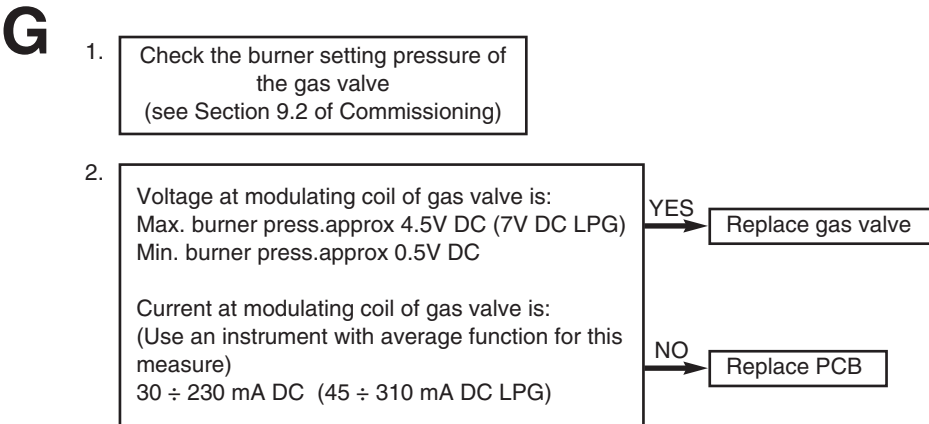 G
1.
Check the burner setting pressure of
the gas valve
(see Section 9.2 of Commissioning)
2.
Voltage at modulating coil of gas valve is:
Max. burner press.approx 4.5V DC (7V DC LPG)
Min. burner press.approx 0.5V DC
YES
Replace gas valve
Current at modulating coil of gas valve is:
(Use an instrument with average function for this
measure)
30 ÷ 230 mA DC (45 ÷ 310 mA DC LPG)
NO
Replace PCB